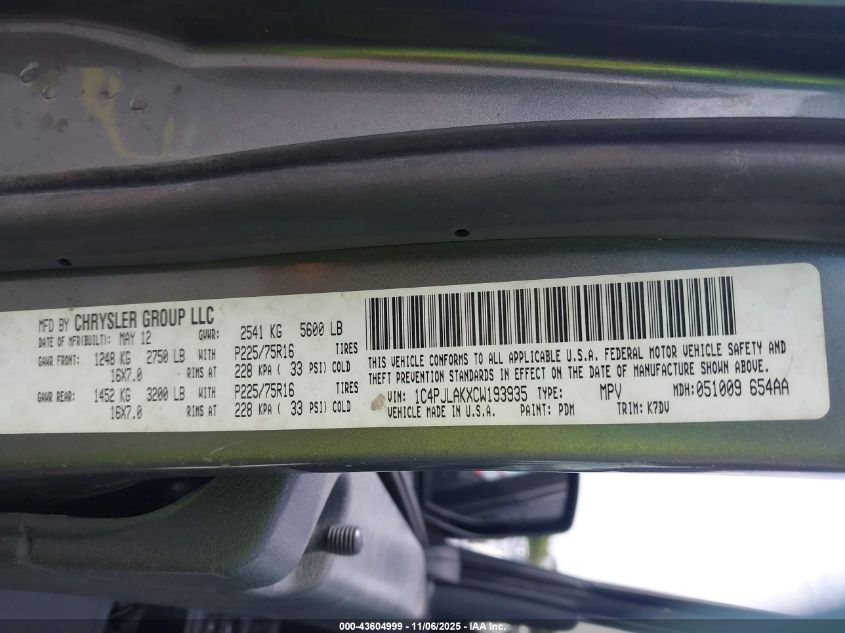 MFD BY CHRYSLER GROUP LLC
DATE OF MFR(BUILT): MAY 12 GVWR: 2541 KG 5600 LB
GAWR FRONT: 1248 KG 2750 LB WITH P225/75R16 TIRES
16X7.0 RIMS AT 228 KPA ( 33 PSI) COLD
GAWR REAR: 1452 KG 3200 LB WITH P225/75R16 TIRES
16X7.0 RIMS AT 228 KPA ( 33 PSI) COLD
THIS VEHICLE CONFORMS TO ALL APPLICABLE U.S.A. FEDERAL MOTOR VEHICLE SAFETY AND
THEFT PREVENTION STANDARDS IN EFFECT ON THE DATE OF MANUFACTURE SHOWN ABOVE.
VIN: 1C4PJLAKXCW193935 TYPE: MPV MDH:051009 654AA
VEHICLE MADE IN U.S.A. PAINT: PDM TRIM: K7DV
000-43604999 - 11/06/2025 - IAA Inc.